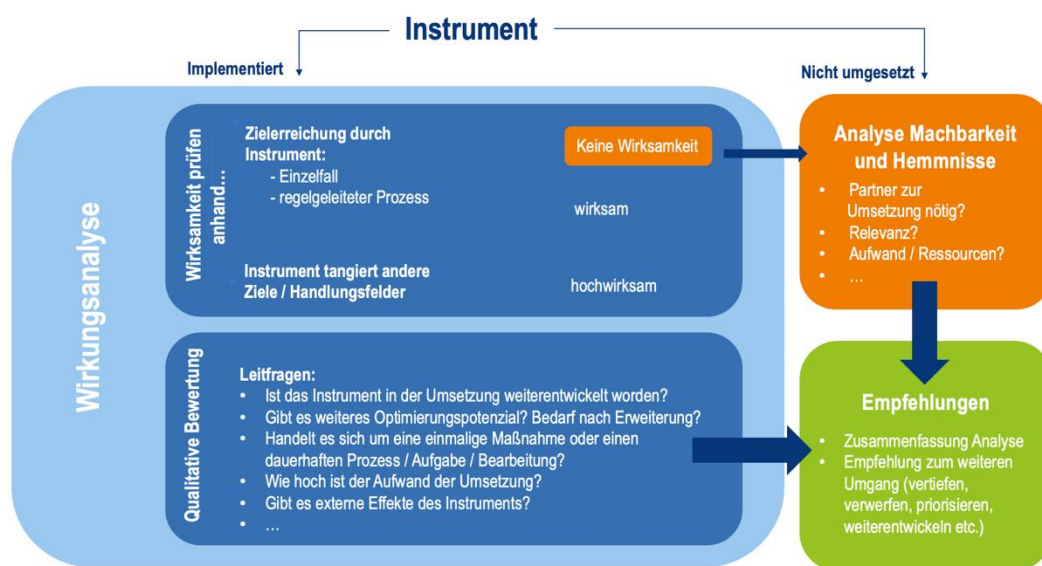 Instrument
Implementiert
Nicht umgesetzt
Wirkungsanalyse
Wirksamkeit prüfen
anhand…
Zielerreichung durch
Instrument:
- Einzelfall
- regelgeleiteter Prozess
Keine Wirksamkeit
wirksam
Instrument tangiert andere
Ziele / Handlungsfelder
hochwirksam
Qualitative Bewertung
Leitfragen:
• Ist das Instrument in der Umsetzung weiterentwickelt worden?
• Gibt es weiteres Optimierungspotenzial? Bedarf nach Erweiterung?
• Handelt es sich um eine einmalige Maßnahme oder einen
dauerhaften Prozess / Aufgabe / Bearbeitung?
• Wie hoch ist der Aufwand der Umsetzung?
• Gibt es externe Effekte des Instruments?
• …
Analyse Machbarkeit
und Hemmnisse
• Partner zur
Umsetzung nötig?
• Relevanz?
• Aufwand / Ressourcen?
• …
Empfehlungen
• Zusammenfassung Analyse
• Empfehlung zum weiteren
Umgang (vertiefen,
verwerfen, priorisieren,
weiterentwickeln etc.)